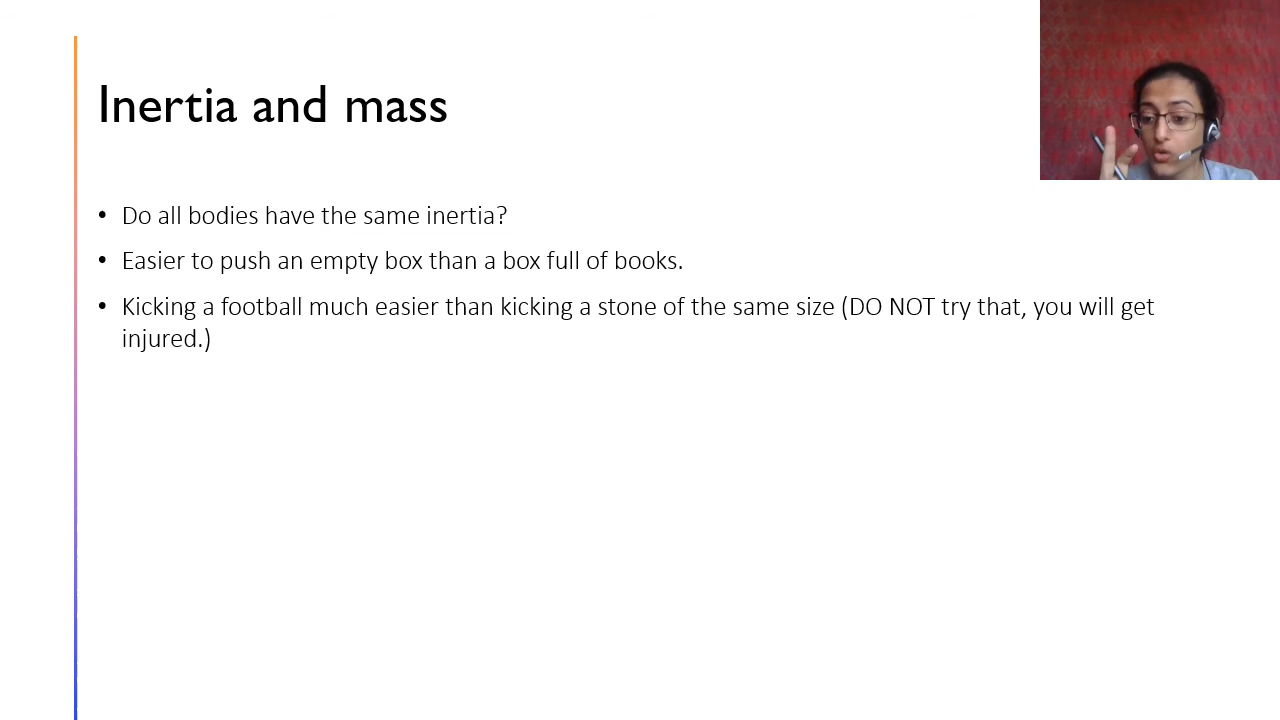 Inertia and mass
• Do all bodies have the same inertia?
• Easier to push an empty box than a box full of books.
• Kicking a football much easier than kicking a stone of the same size (DO NOT try that, you will get
injured.)